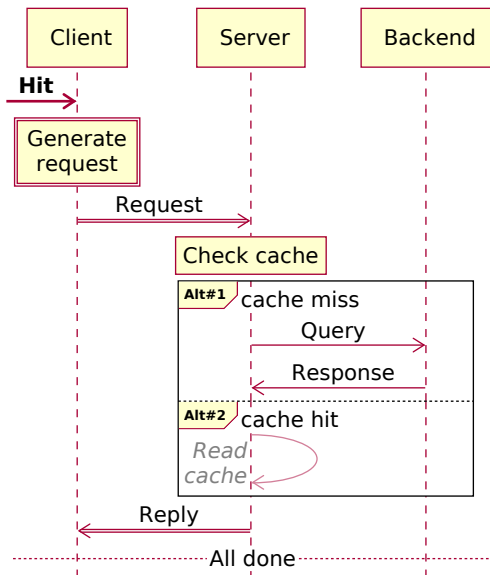 Client
Server
Backend
Hit
Generate
request
Request
Check cache
Alt#1
cache miss
Query
Response
Alt#2
cache hit
Read
cache
Reply
All done